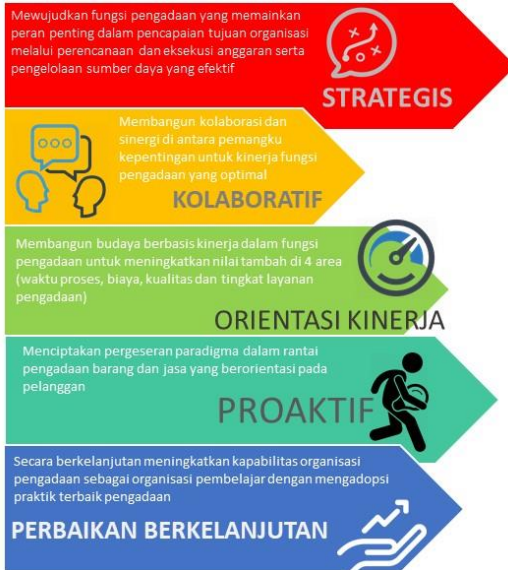 Mewujudkan fungsi pengadaan yang memainkan
peran penting dalam pencapaian tujuan organisasi
melalui perencanaan dan eksekusi anggaran serta
pengelolaan sumber daya yang efektif
STRATEGIS
Membangun kolaborasi dan
sinergi di antara pemangku
kepentingan untuk kinerja fungsi
pengadaan yang optimal
KOLABORATIF
Membangun budaya berbasis kinerja dalam fungsi
pengadaan untuk meningkatkan nilai tambah di 4 area
(waktu proses, biaya, kualitas dan tingkat layanan
pengadaan)
ORIENTASI KINERJA
Menciptakan pergeseran paradigma dalam rantai
pengadaan barang dan jasa yang berorientasi pada
pelanggan
PROAKTIF
Secara berkelanjutan meningkatkan kapabilitas organisasi
pengadaan sebagai organisasi pembelajar dengan mengadopsi
praktik terbaik pengadaan
PERBAIKAN BERKELANJUTAN